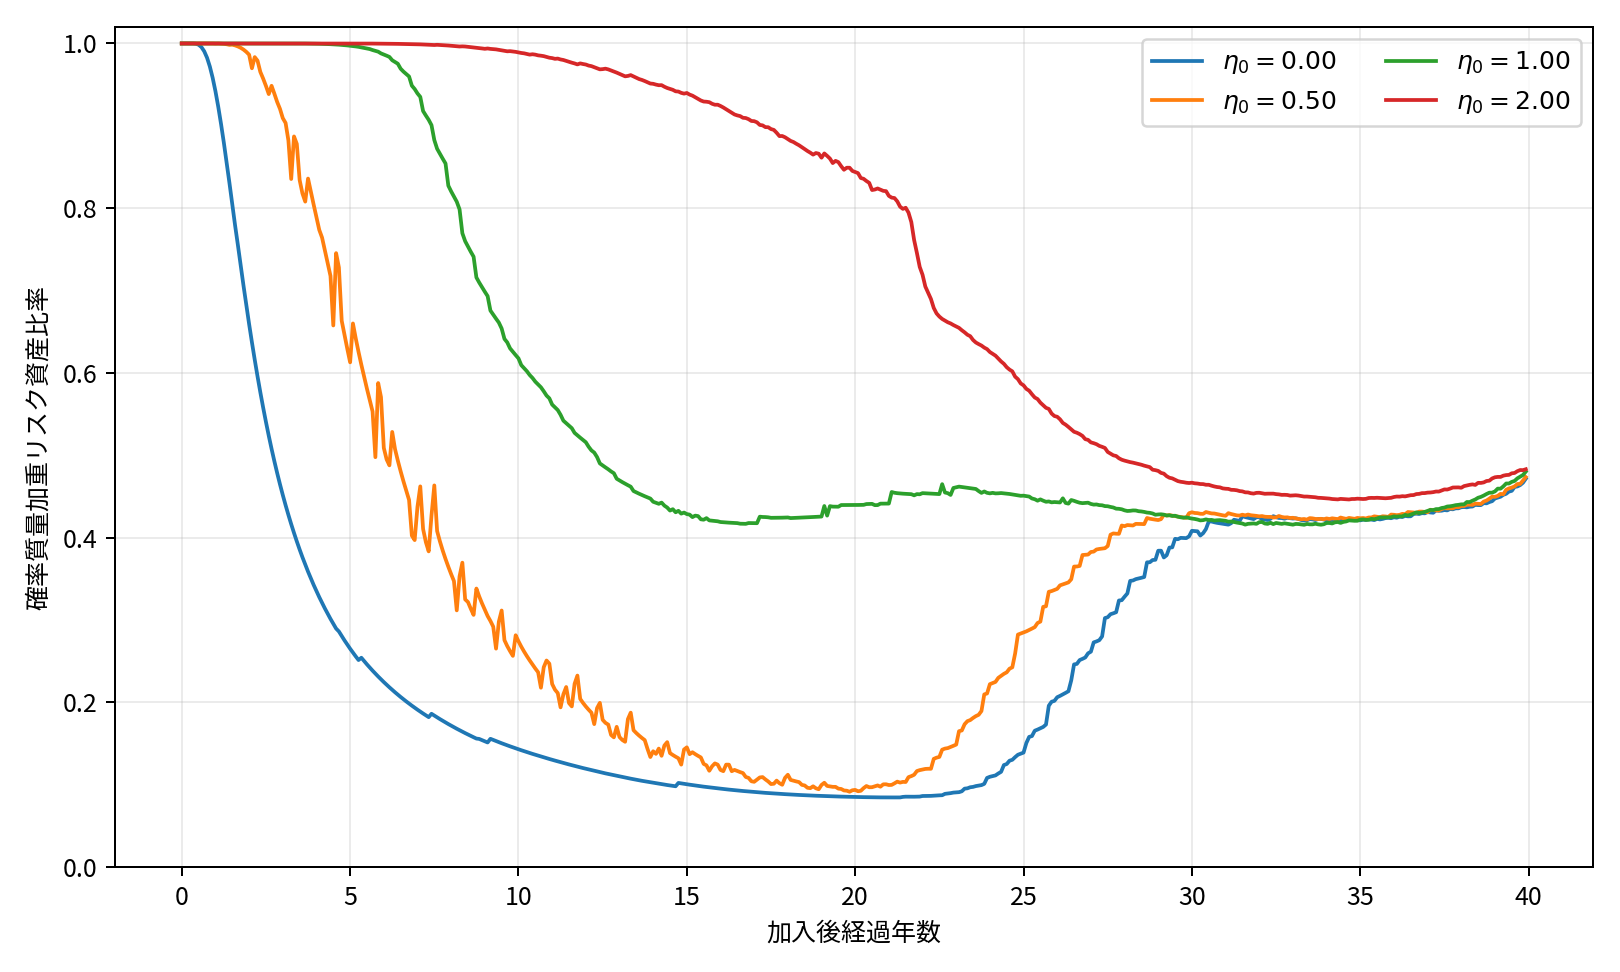 η₀ = 0.00
η₀ = 0.50
η₀ = 1.00
η₀ = 2.00
確率質量加重リスク資産比率
1.0
0.8
0.6
0.4
0.2
0.0
0 5 10 15 20 25 30 35 40
加入後経過年数